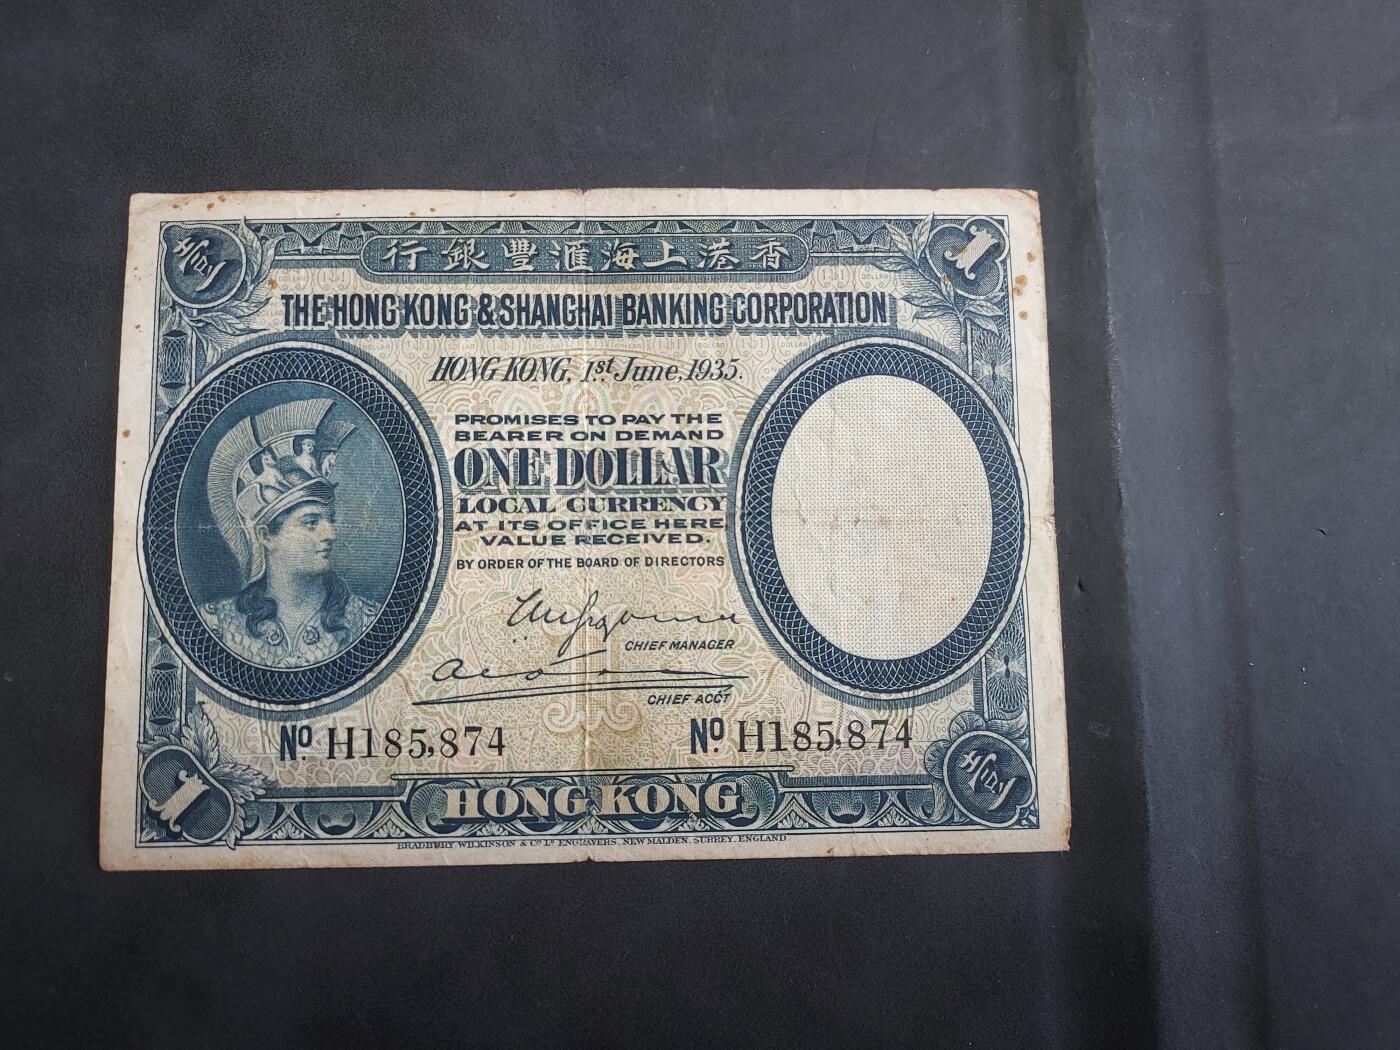 行銀豐滙海上港香
THE HONG KONG & SHANGHAI BANKING CORPORATION
HONG KONG, 1st June, 1935.
PROMISES TO PAY THE
BEARER ON DEMAND
ONE DOLLAR
LOCAL CURRENCY
AT ITS OFFICE HERE,
VALUE RECEIVED.
BY ORDER OF THE BOARD OF DIRECTORS
CHIEF MANAGER
CHIEF ACCT
No. H185,874 No. H185,874
1 1
HONG KONG
BRADBURY WILKINSON & Co Ld ENGRAVERS, NEW MALDEN, SURREY, ENGLAND